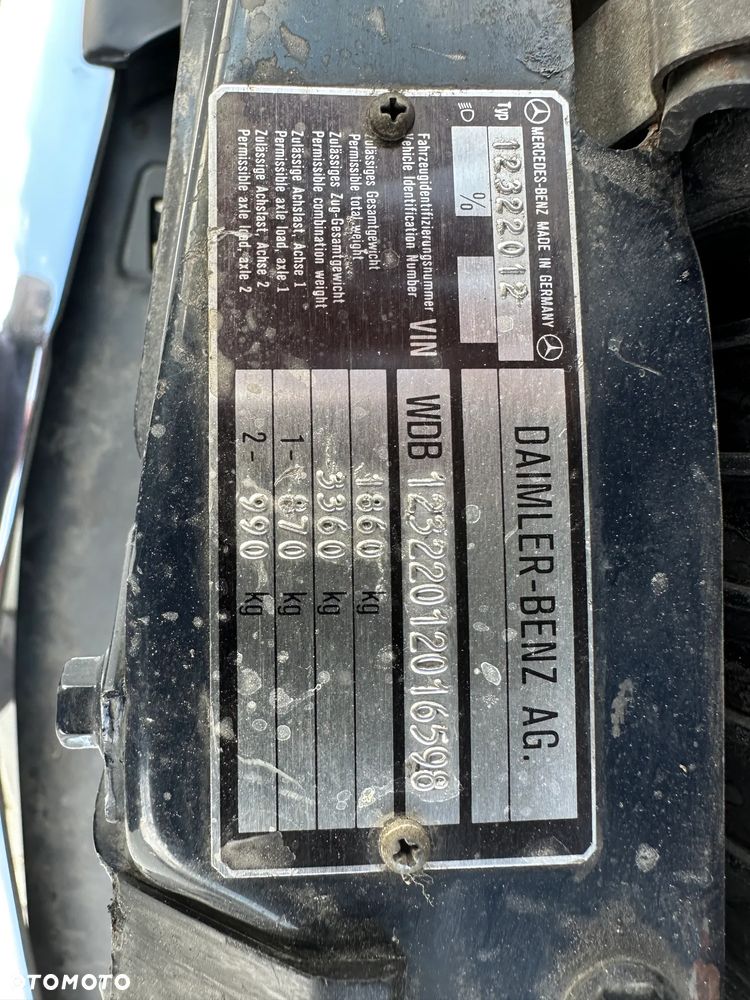 MERCEDES-BENZ MADE IN GERMANY
Typ 12322012
%
DAIMLER-BENZ AG.
Fahrzeugidentifizierungsnummer
Vehicle Identification Number VIN WDB 12322012016598
Zulässiges Gesamtgewicht
Permissible total weight 1860 kg
Zulässiges Zug-Gesamtgewicht
Permissible combination weight 3360 kg
Zulässige Achslast, Achse 1
Permissible axle load, axle 1 1- 870 kg
Zulässige Achslast, Achse 2
Permissible axle load, axle 2 2- 990 kg
OTOMOTO